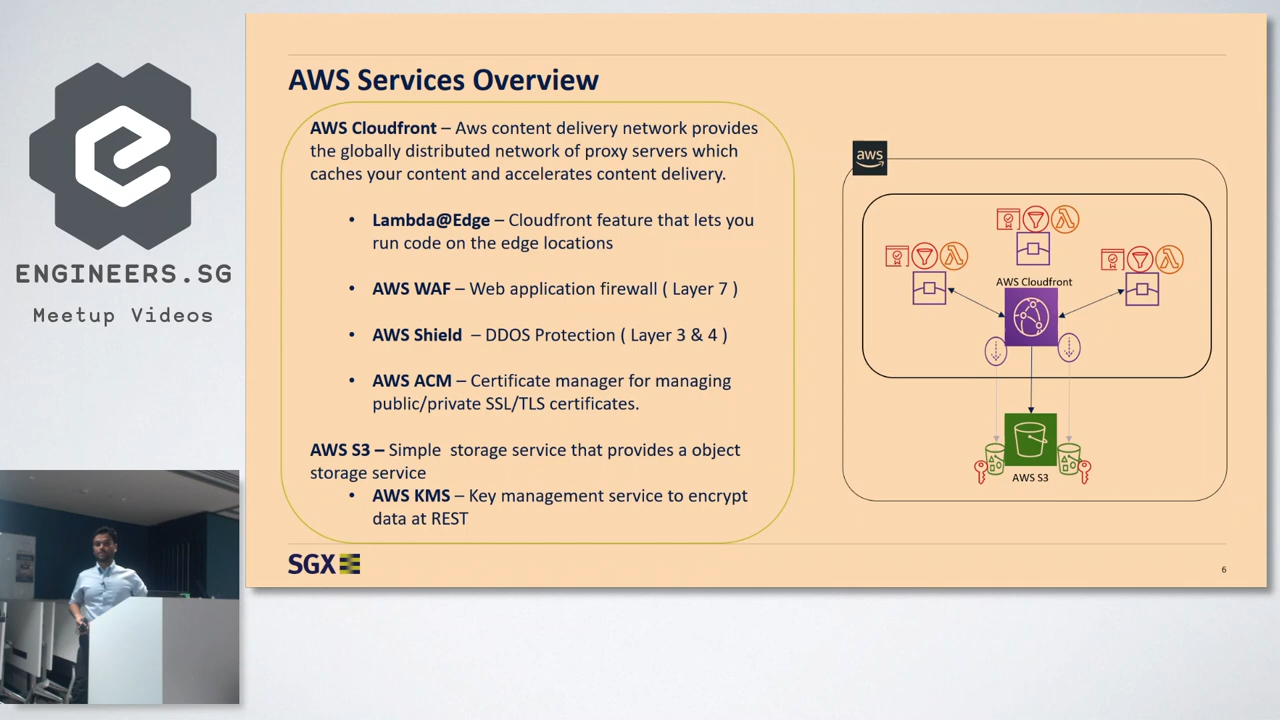 ENGINEERS.SG
Meetup Videos
AWS Services Overview
AWS Cloudfront – Aws content delivery network provides
the globally distributed network of proxy servers which
caches your content and accelerates content delivery.
• Lambda@Edge – Cloudfront feature that lets you
run code on the edge locations
• AWS WAF – Web application firewall ( Layer 7 )
• AWS Shield – DDOS Protection ( Layer 3 & 4 )
• AWS ACM – Certificate manager for managing
public/private SSL/TLS certificates.
AWS S3 – Simple storage service that provides a object
storage service
• AWS KMS – Key management service to encrypt
data at REST
aws
AWS Cloudfront
AWS S3
SGX
6